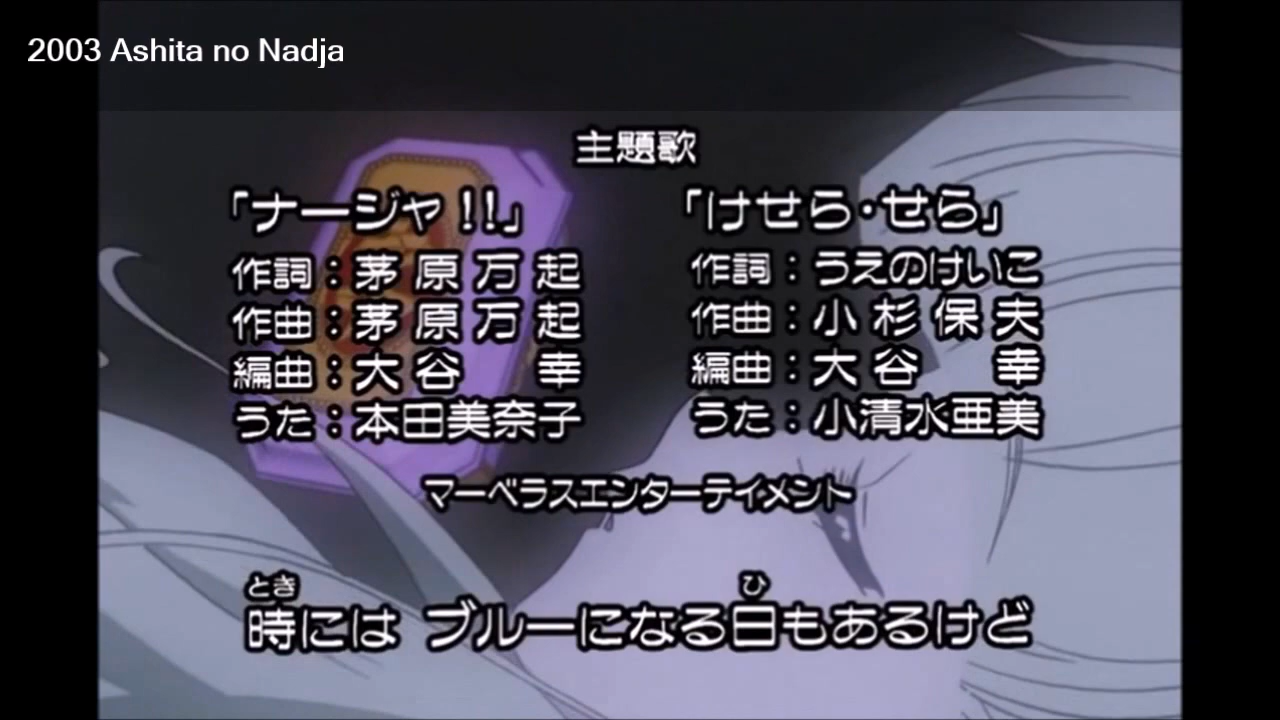 2003 Ashita no Nadja
主題歌
「ナージャ!!」
作詞：茅原万起
作曲：茅原万起
編曲：大谷 幸
うた：本田美奈子
「けせら・せら」
作詞：うえのけいこ
作曲：小杉保夫
編曲：大谷 幸
うた：小清水亜美
マーベラスエンターテイメント
とき ひ
時には ブルーになる日もあるけど